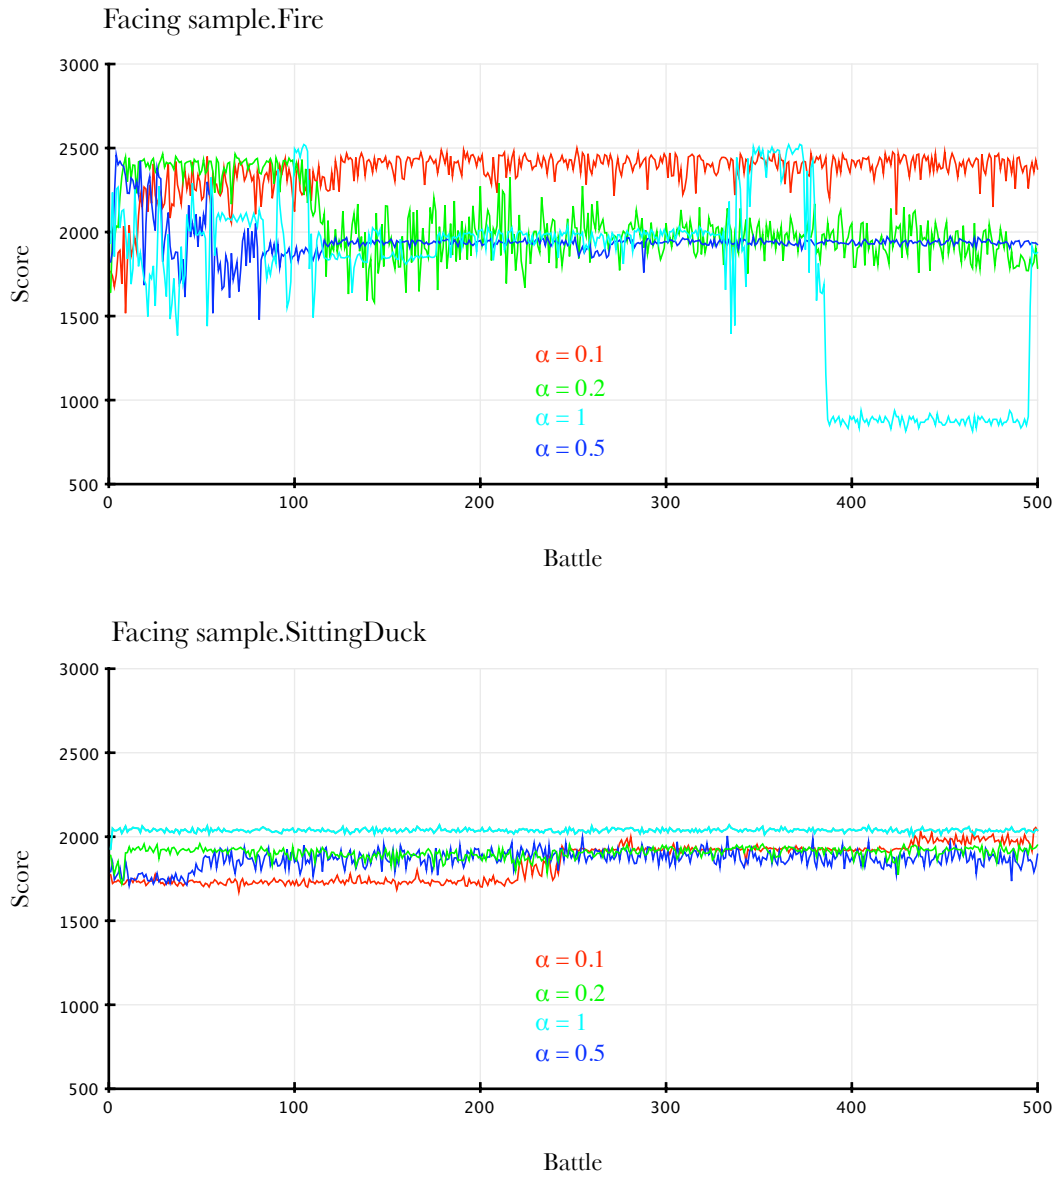 Facing sample.Fire
3000
2500
2000
1500
1000
500
Score
α = 0.1
α = 0.2
α = 1
α = 0.5
0 100 200 300 400 500
Battle
Facing sample.SittingDuck
3000
2500
2000
1500
1000
500
Score
α = 0.1
α = 0.2
α = 1
α = 0.5
0 100 200 300 400 500
Battle